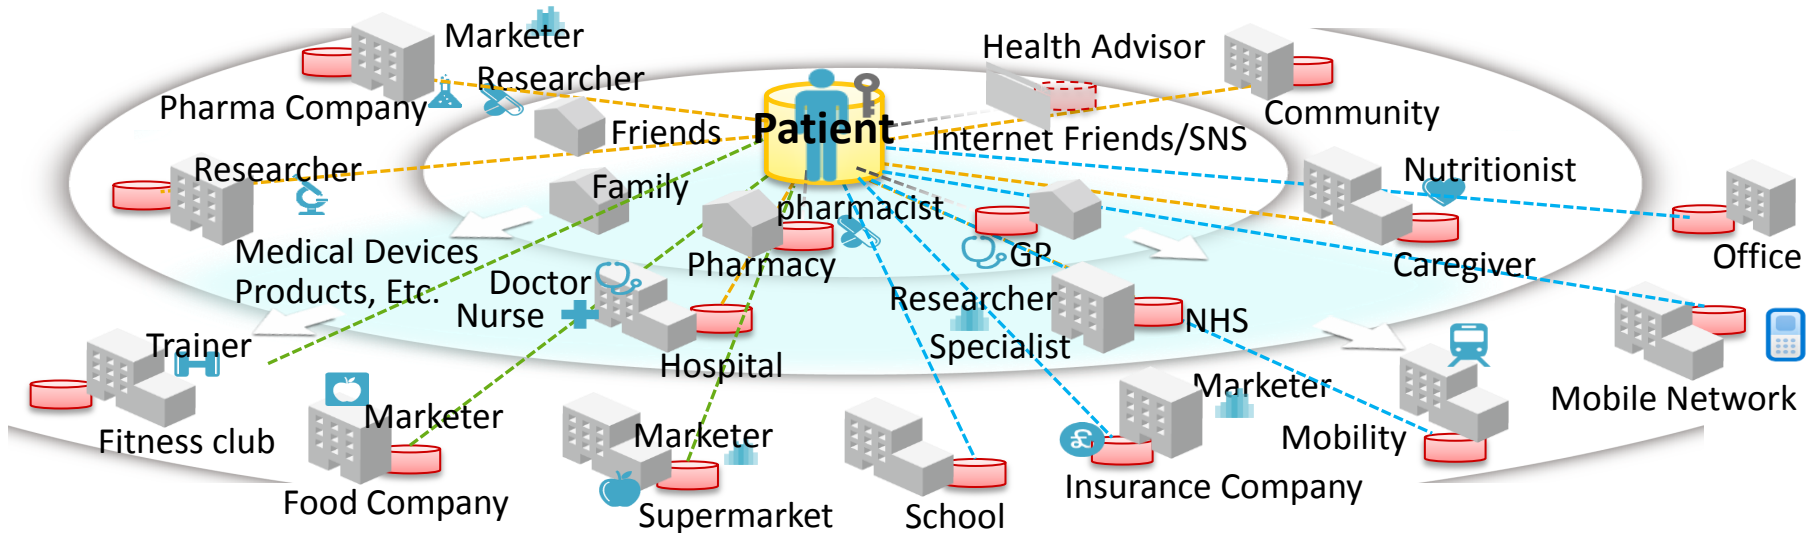 Marketer
Health Advisor
Researcher
Pharma Company
Community
Friends
Patient
Internet Friends/SNS
Researcher
Family
Nutritionist
pharmacist
Medical Devices
Products, Etc.
Pharmacy
GP
Caregiver
Office
Doctor
Nurse
Researcher
Specialist
NHS
Trainer
Hospital
Marketer
Mobile Network
Fitness club
Marketer
Marketer
Mobility
£
Food Company
Supermarket
School
Insurance Company